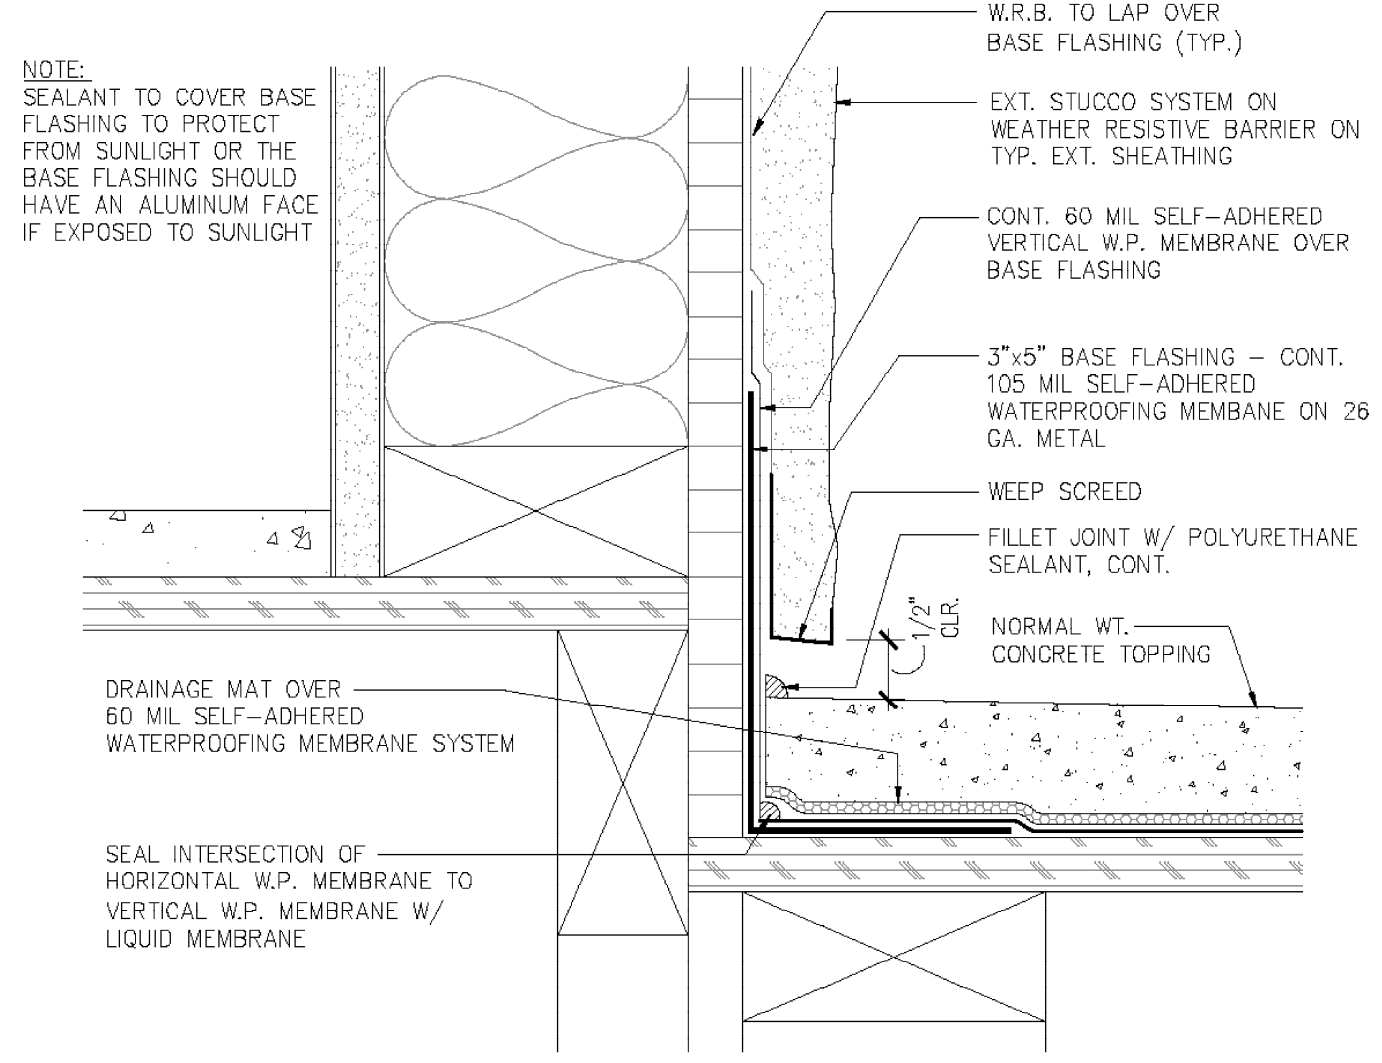 W.R.B. TO LAP OVER
BASE FLASHING (TYP.)
NOTE:
SEALANT TO COVER BASE
FLASHING TO PROTECT
FROM SUNLIGHT OR THE
BASE FLASHING SHOULD
HAVE AN ALUMINUM FACE
IF EXPOSED TO SUNLIGHT
EXT. STUCCO SYSTEM ON
WEATHER RESISTIVE BARRIER ON
TYP. EXT. SHEATHING
CONT. 60 MIL SELF-ADHERED
VERTICAL W.P. MEMBRANE OVER
BASE FLASHING
3"x5" BASE FLASHING - CONT.
105 MIL SELF-ADHERED
WATERPROOFING MEMBANE ON 26
GA. METAL
WEEP SCREED
FILLET JOINT W/ POLYURETHANE
SEALANT, CONT.
1/2"
CLR.
NORMAL WT.
CONCRETE TOPPING
DRAINAGE MAT OVER
60 MIL SELF-ADHERED
WATERPROOFING MEMBRANE SYSTEM
SEAL INTERSECTION OF
HORIZONTAL W.P. MEMBRANE TO
VERTICAL W.P. MEMBRANE W/
LIQUID MEMBRANE